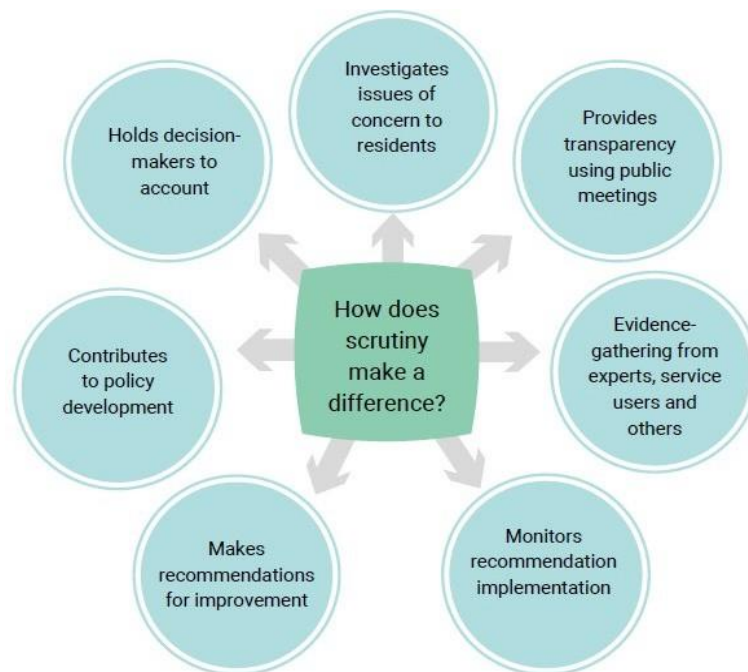 Investigates
issues of
concern to
residents
Provides
transparency
using public
meetings
Evidence-
gathering from
experts, service
users and
others
Monitors
recommendation
implementation
Makes
recommendations
for improvement
Contributes
to policy
development
Holds decision-
makers to
account
How does
scrutiny
make a
difference?